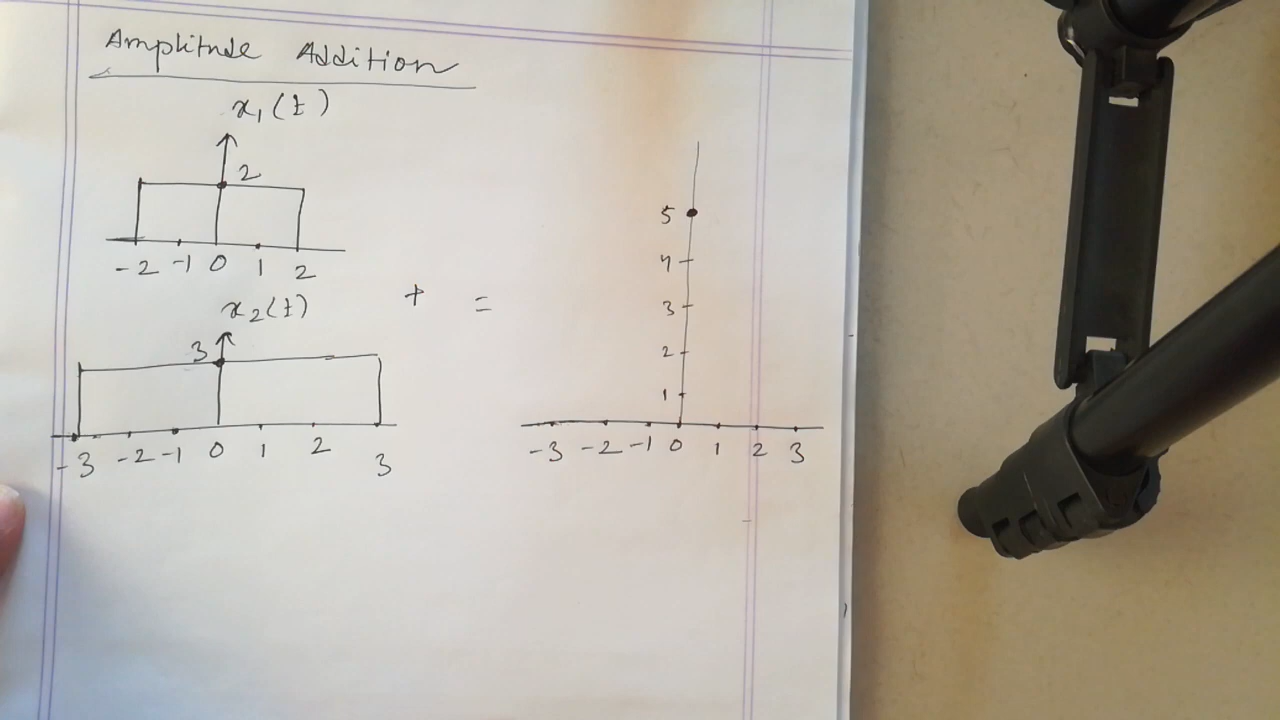 Amplitude Addition
x₁(t)
2
-2 -1 0 1 2
x₂(t)
+ =
3
-3 -2 -1 0 1 2 3
5
4
3
2
1
-3 -2 -1 0 1 2 3